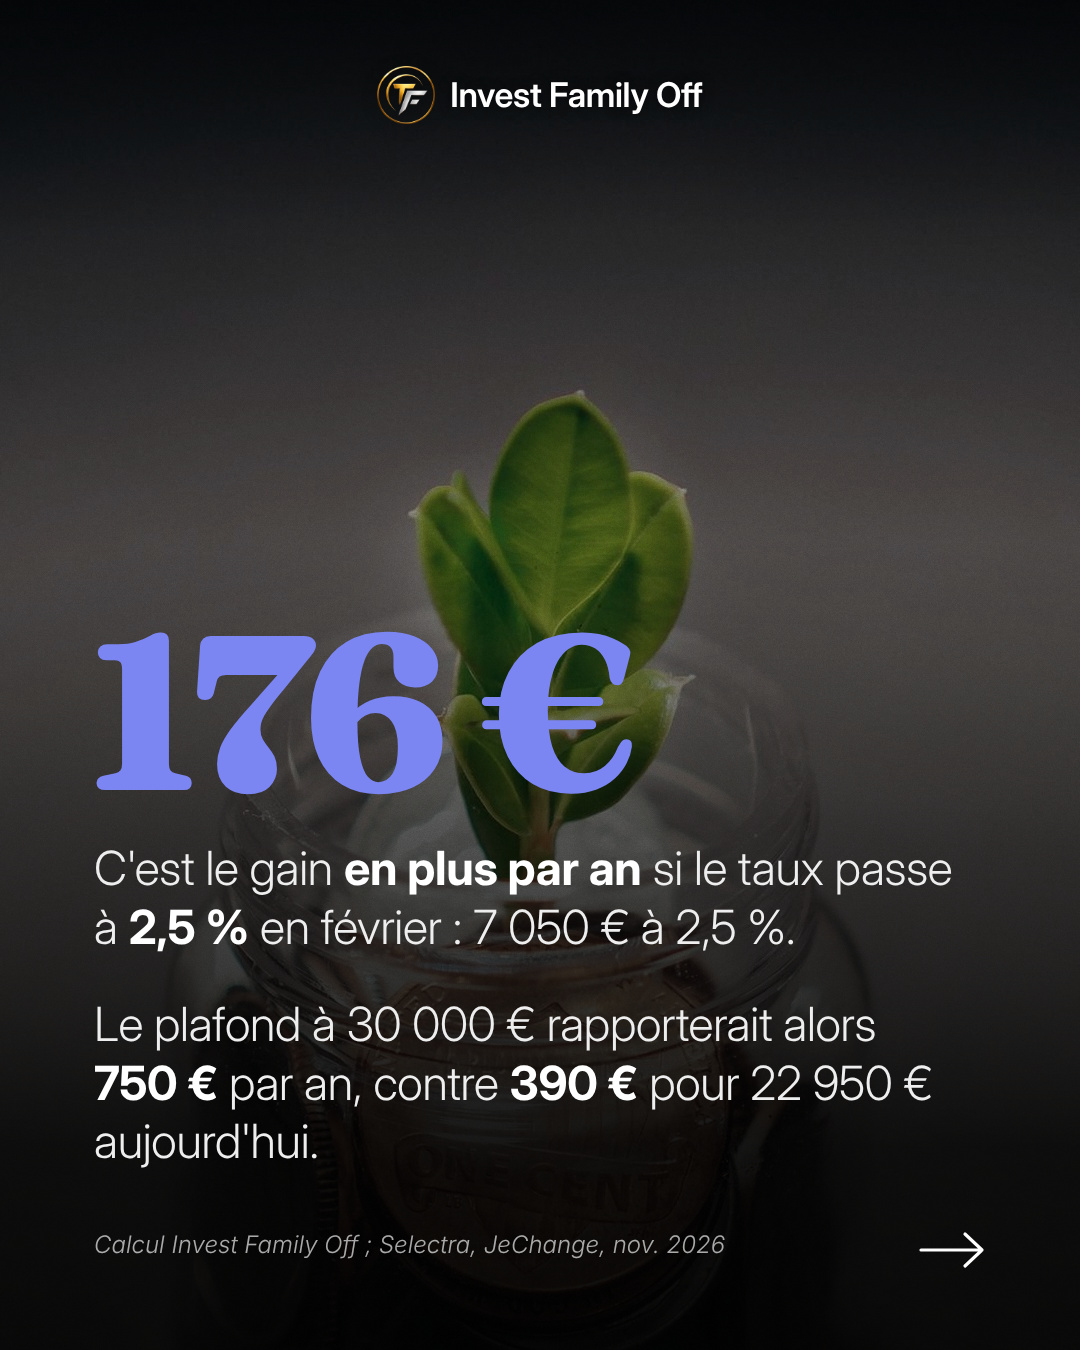 Invest Family Off
176 €
C'est le gain en plus par an si le taux passe
à 2,5 % en février : 7 050 € à 2,5 %.
Le plafond à 30 000 € rapporterait alors
750 € par an, contre 390 € pour 22 950 €
aujourd'hui.
ONE CENT
Calcul Invest Family Off ; Selectra, JeChange, nov. 2026